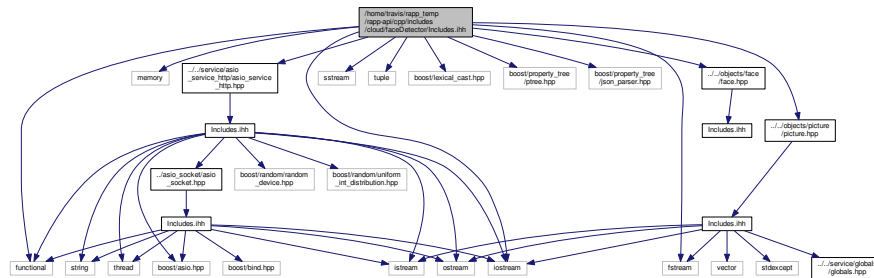 /home/travis/rapp_temp
/rapp-api/cpp/includes
/cloud/faceDetector/Includes.ihh
memory
../../service/asio
_service_http/asio_service
_http.hpp
sstream
tuple
boost/lexical_cast.hpp
boost/property_tree
/ptree.hpp
boost/property_tree
/json_parser.hpp
../../objects/face
/face.hpp
Includes.ihh
../../objects/picture
/picture.hpp
Includes.ihh
../asio_socket/asio
_socket.hpp
boost/random/random
_device.hpp
boost/random/uniform
_int_distribution.hpp
Includes.ihh
Includes.ihh
functional
string
thread
boost/asio.hpp
boost/bind.hpp
istream
ostream
iostream
fstream
vector
stdexcept
../../service/globals
/globals.hpp